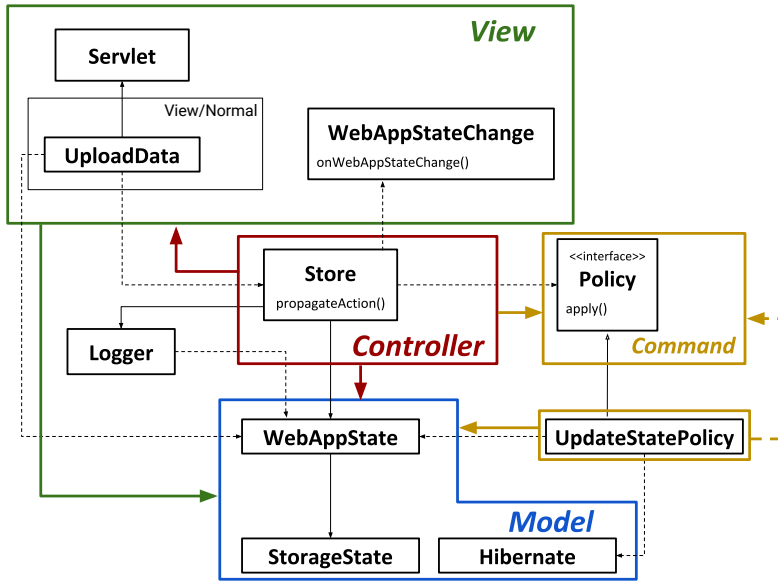 View
Servlet
View/Normal
UploadData
WebAppStateChange
onWebAppStateChange()
Store
propagateAction()
<<interface>>
Policy
apply()
Logger
Controller
Command
WebAppState
UpdateStatePolicy
Model
StorageState
Hibernate